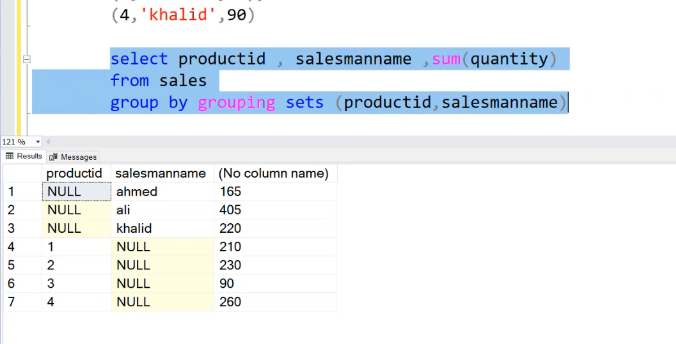 (4,'khalid',90)
select productid , salesmanname ,sum(quantity)
from sales
group by grouping sets (productid,salesmanname)
121 %
Results Messages
productid salesmanname (No column name)
1 NULL ahmed 165
2 NULL ali 405
3 NULL khalid 220
4 1 NULL 210
5 2 NULL 230
6 3 NULL 90
7 4 NULL 260